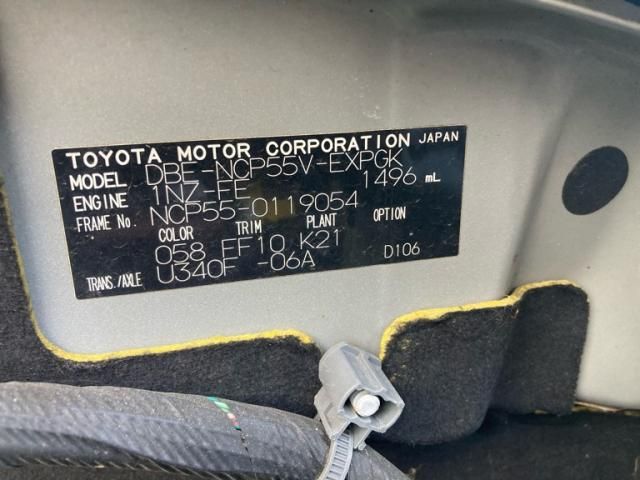 TOYOTA MOTOR CORPORATION JAPAN
MODEL DBE-NCP55V-EXPGK
ENGINE 1NZ-FE 1496 mL
FRAME No. NCP55-0119054
COLOR TRIM PLANT OPTION
058 FF10 K21
TRANS./AXLE U340F -06A D106